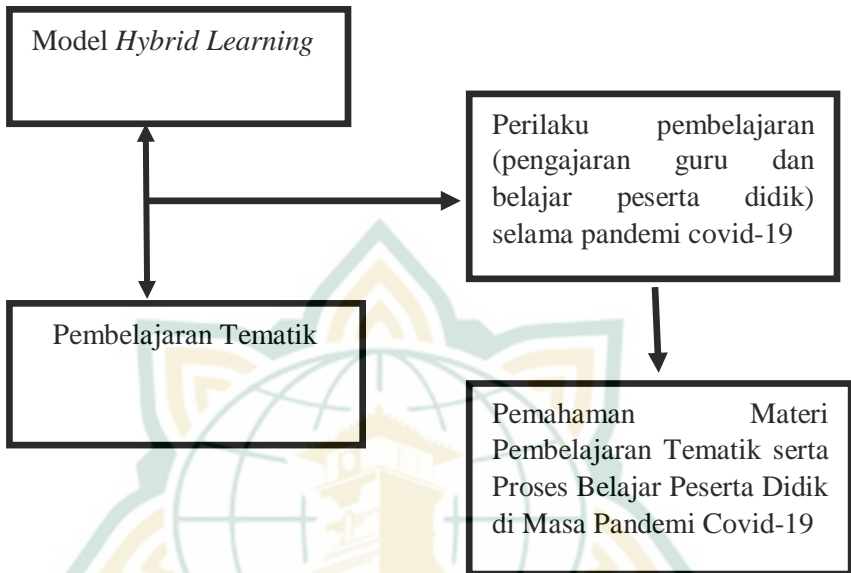 Model Hybrid Learning
Perilaku pembelajaran
(pengajaran guru dan
belajar peserta didik)
selama pandemi covid-19
Pembelajaran Tematik
Pemahaman Materi
Pembelajaran Tematik serta
Proses Belajar Peserta Didik
di Masa Pandemi Covid-19